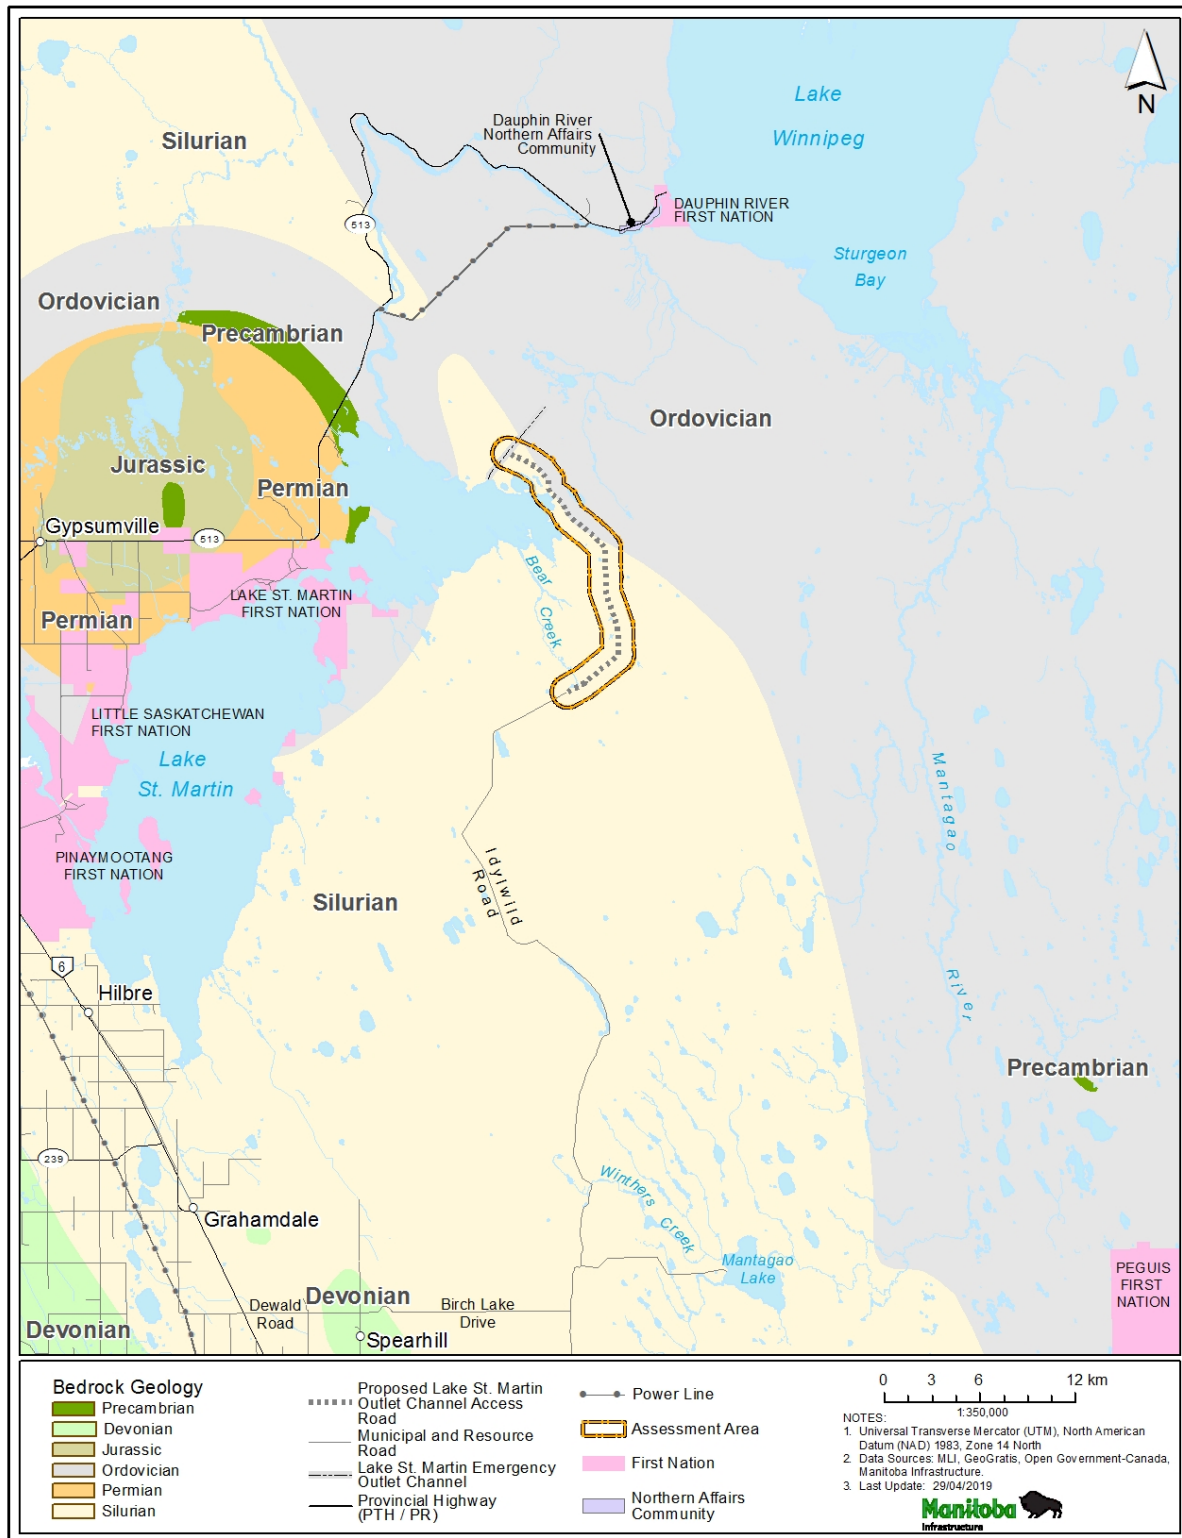 Lake
Winnipeg
N
Dauphin River
Northern Affairs
Community
Silurian
DAUPHIN RIVER
FIRST NATION
513
Sturgeon
Bay
Ordovician
Precambrian
Ordovician
Jurassic
Permian
Gypsumville
513
Bear
Creek
LAKE ST. MARTIN
FIRST NATION
Permian
LITTLE SASKATCHEWAN
FIRST NATION
Lake
St. Martin
Mantagao
River
PINAYMOOTANG
FIRST NATION
Idylwild
Road
Silurian
6
Hilbre
Precambrian
239
Winthers
Creek
Grahamdale
Mantagao
Lake
PEGUIS
FIRST
NATION
Devonian
Dewald
Road
Birch Lake
Drive
Devonian
Spearhill
Bedrock Geology
Precambrian
Devonian
Jurassic
Ordovician
Permian
Silurian
Proposed Lake St. Martin
Outlet Channel Access
Road
Municipal and Resource
Road
Lake St. Martin Emergency
Outlet Channel
Provincial Highway
(PTH / PR)
Power Line
Assessment Area
First Nation
Northern Affairs
Community
0 3 6 12 km
1:350,000
NOTES:
1. Universal Transverse Mercator (UTM), North American
Datum (NAD) 1983, Zone 14 North
2. Data Sources: MLI, GeoGratis, Open Government-Canada,
Manitoba Infrastructure.
3. Last Update: 29/04/2019
Manitoba
Infrastructure